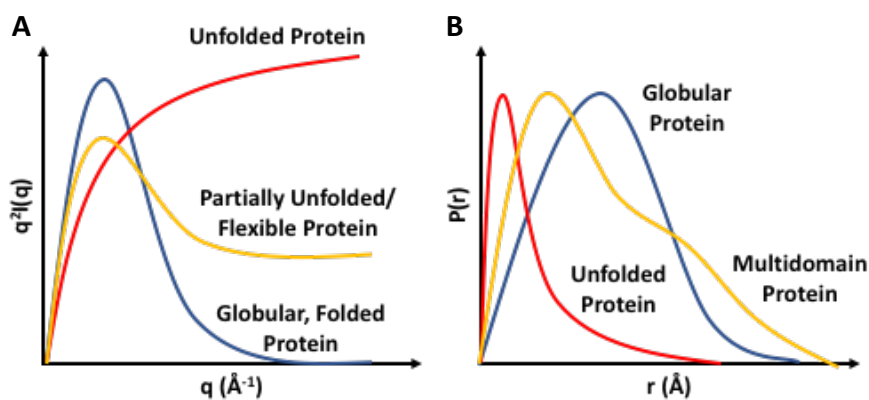 A
Unfolded Protein
q²I(q)
Partially Unfolded/
Flexible Protein
Globular, Folded
Protein
q (Å⁻¹)
B
Globular
Protein
P(r)
Unfolded
Protein
Multidomain
Protein
r (Å)